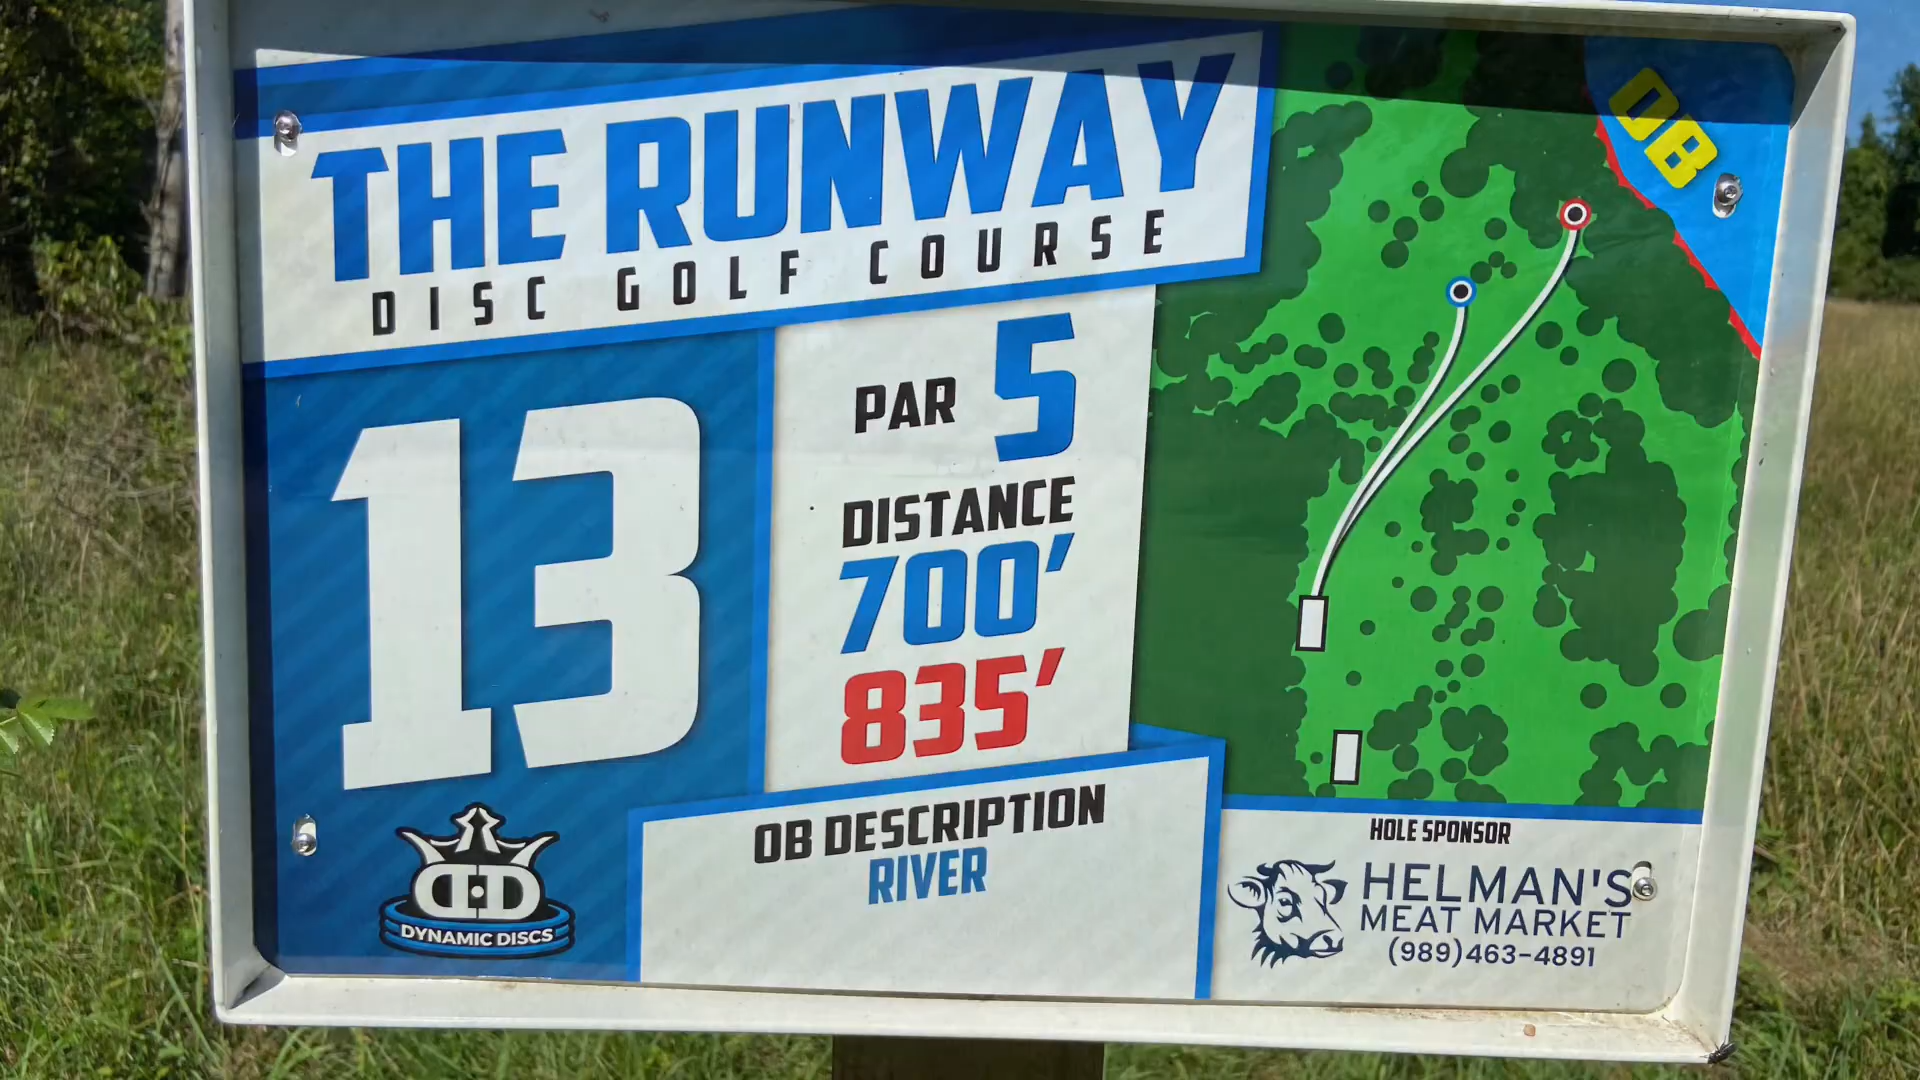 THE RUNWAY
DISC GOLF COURSE
13
PAR 5
DISTANCE
700'
835'
OB DESCRIPTION
RIVER
DD
DYNAMIC DISCS
OB
HOLE SPONSOR
HELMAN'S
MEAT MARKET
(989)463-4891